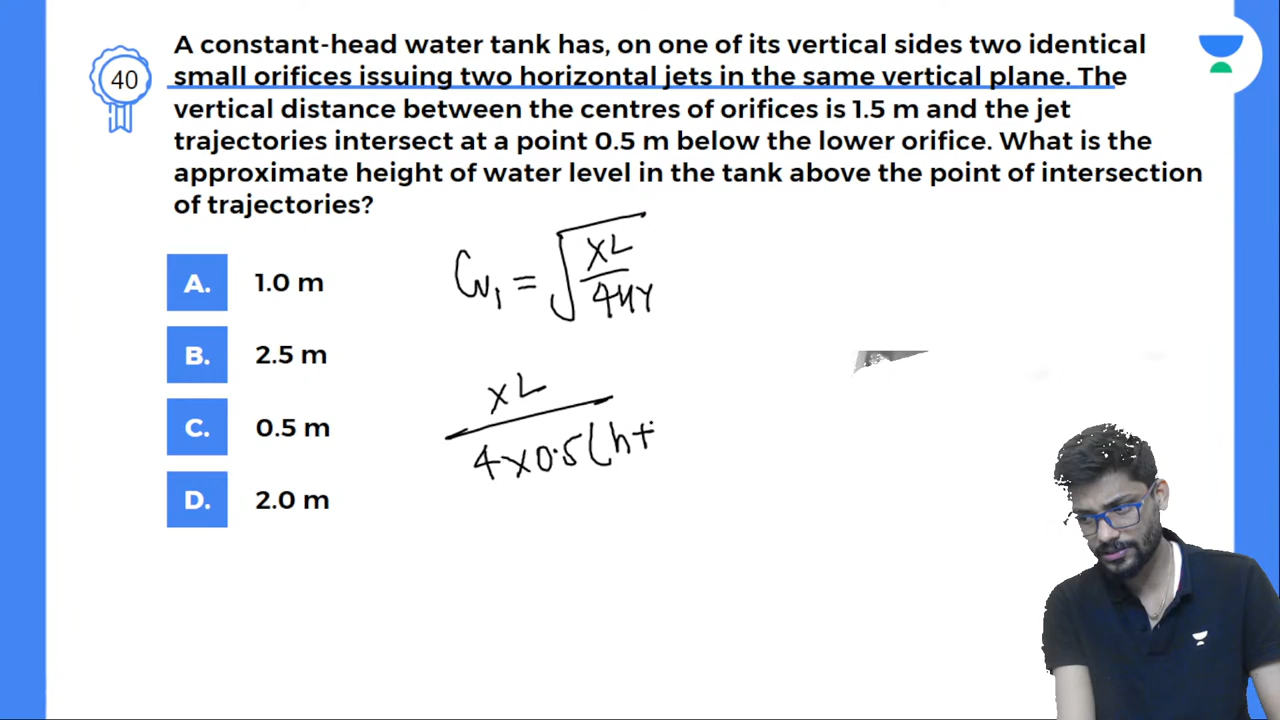 40
A constant-head water tank has, on one of its vertical sides two identical
small orifices issuing two horizontal jets in the same vertical plane. The
vertical distance between the centres of orifices is 1.5 m and the jet
trajectories intersect at a point 0.5 m below the lower orifice. What is the
approximate height of water level in the tank above the point of intersection
of trajectories?
A. 1.0 m
B. 2.5 m
C. 0.5 m
D. 2.0 m
Cv1 = √(x2/4HY)
x2
4x0.5(h+